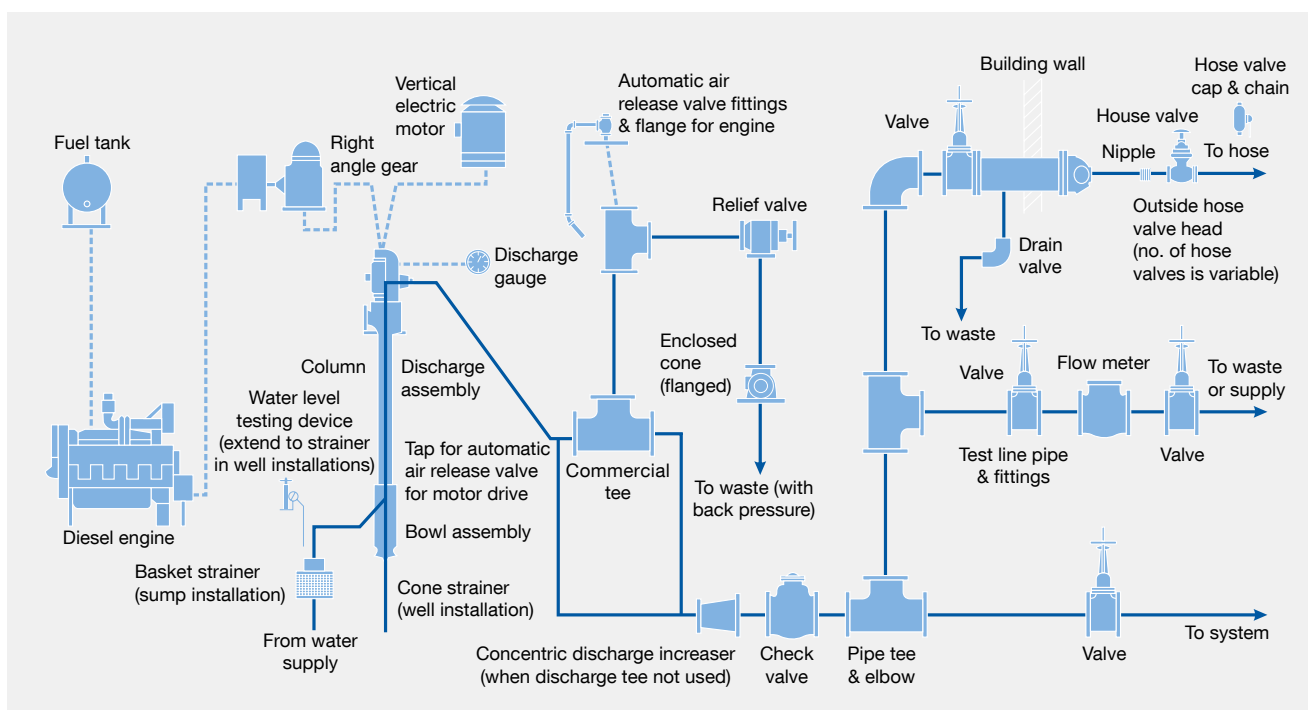 Fuel tank
Right
angle gear
Vertical
electric
motor
Automatic air
release valve fittings
& flange for engine
Building wall
Hose valve
cap & chain
Valve
House valve
Nipple
To hose
Relief valve
Outside hose
valve head
(no. of hose
valves is variable)
Drain
valve
Discharge
gauge
To waste
Enclosed
cone
(flanged)
Column
Discharge
assembly
Valve
Flow meter
To waste
or supply
Water level
testing device
(extend to strainer
in well installations)
Tap for automatic
air release valve
for motor drive
Commercial
tee
Test line pipe
& fittings
Valve
To waste (with
back pressure)
Diesel engine
Bowl assembly
Basket strainer
(sump installation)
Cone strainer
(well installation)
From water
supply
Concentric discharge increaser
(when discharge tee not used)
Check
valve
Pipe tee
& elbow
Valve
To system